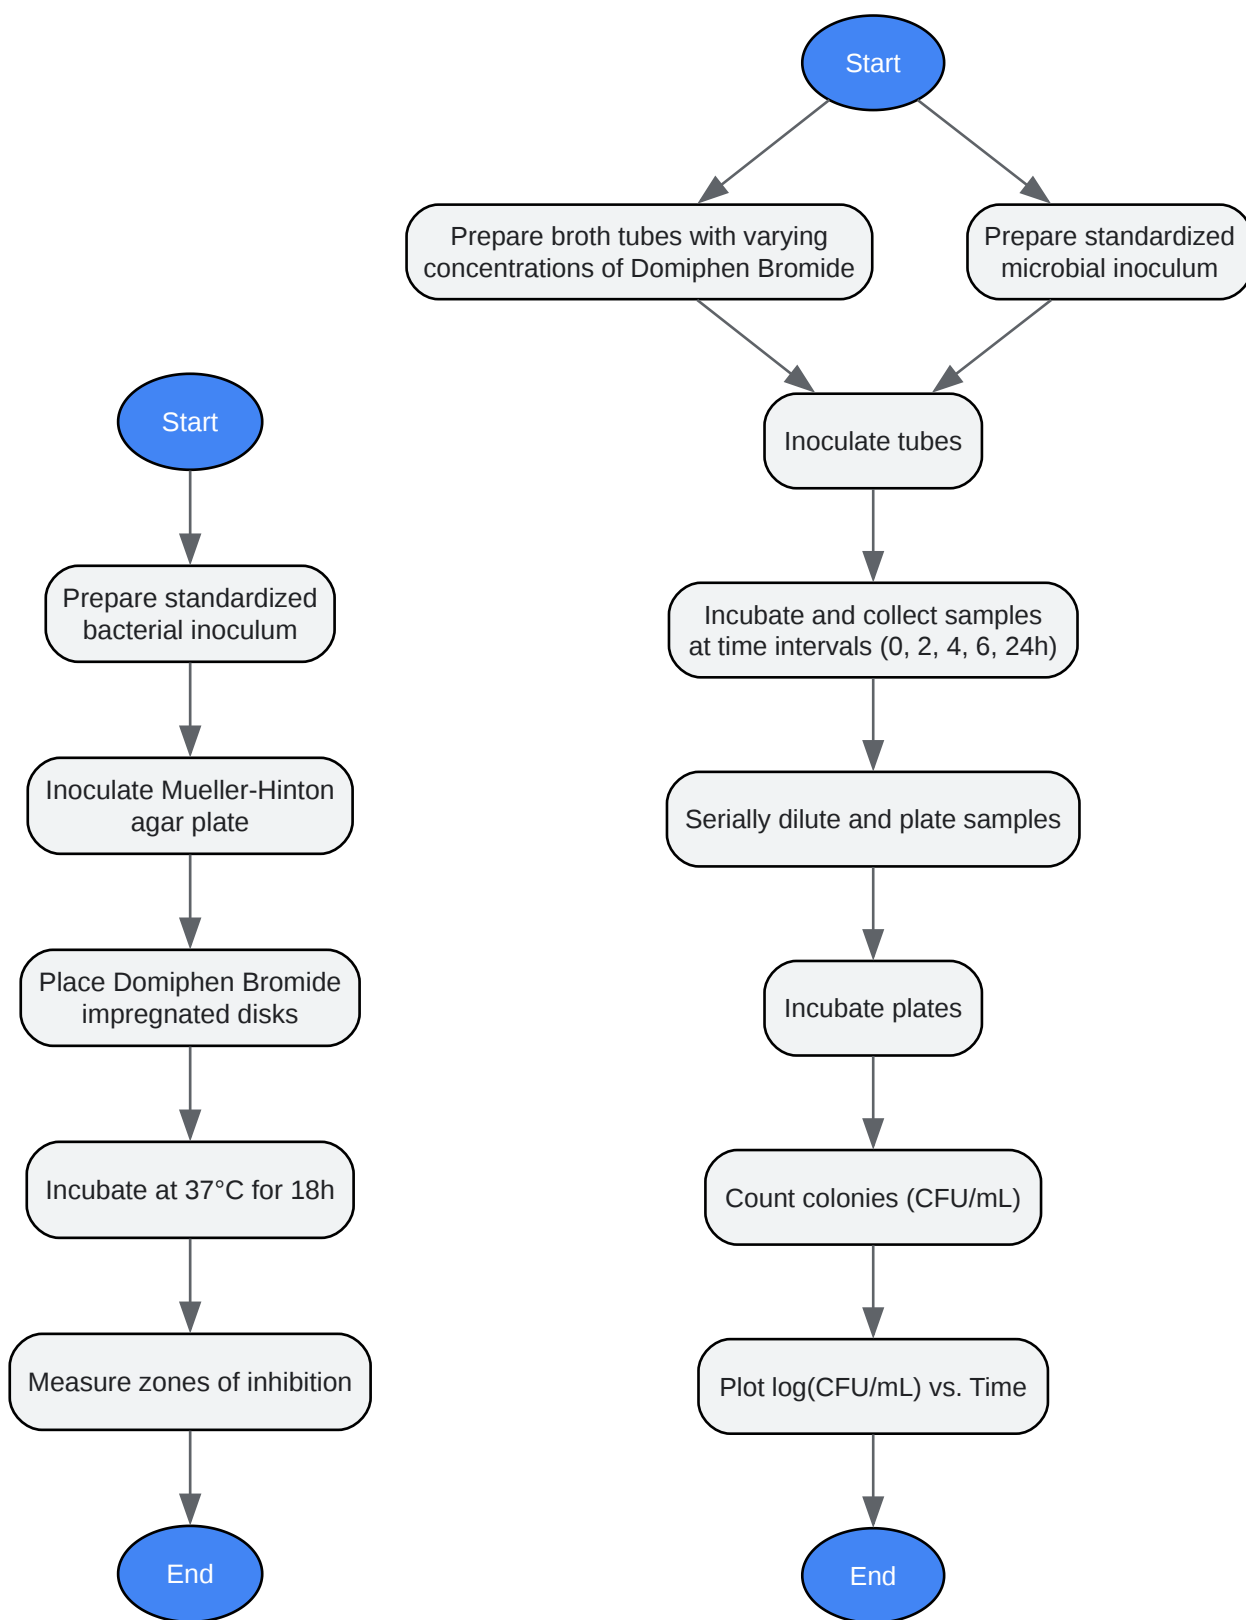 Start
Prepare standardized
bacterial inoculum
Inoculate Mueller-Hinton
agar plate
Place Domiphen Bromide
impregnated disks
Incubate at 37°C for 18h
Measure zones of inhibition
End
Start
Prepare broth tubes with varying
concentrations of Domiphen Bromide
Prepare standardized
microbial inoculum
Inoculate tubes
Incubate and collect samples
at time intervals (0, 2, 4, 6, 24h)
Serially dilute and plate samples
Incubate plates
Count colonies (CFU/mL)
Plot log(CFU/mL) vs. Time
End